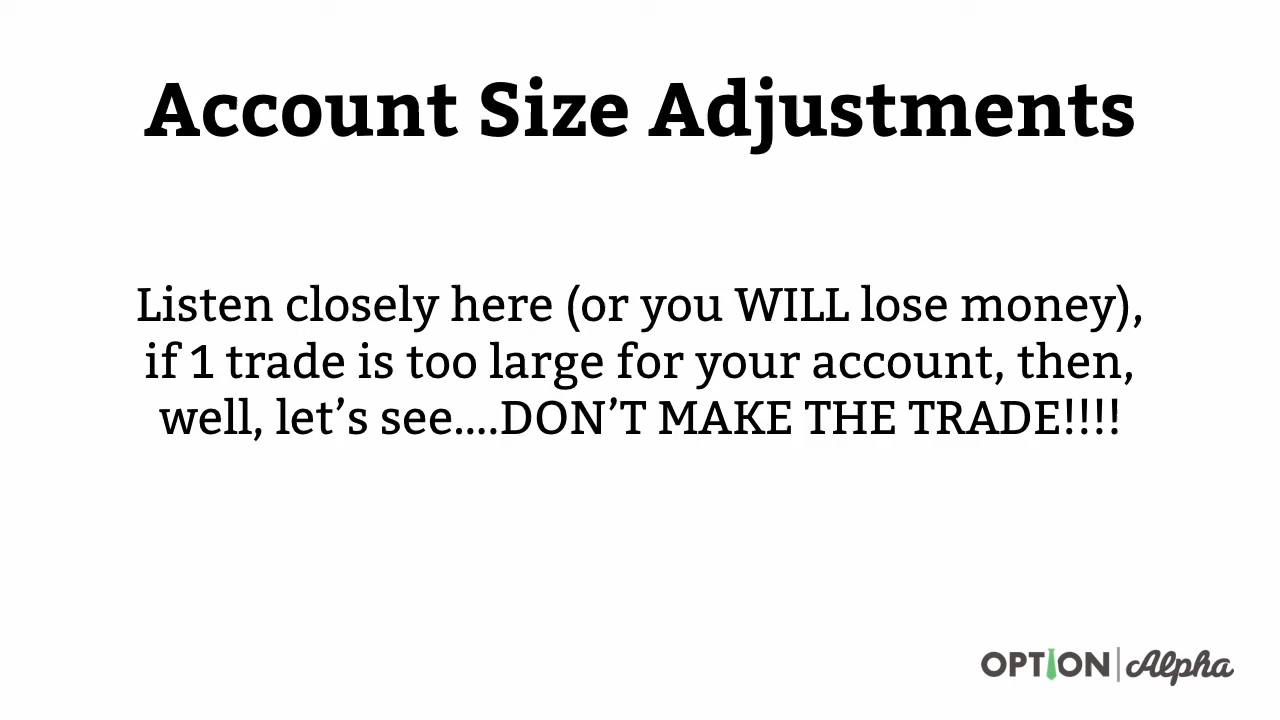 Account Size Adjustments
Listen closely here (or you WILL lose money),
if 1 trade is too large for your account, then,
well, let’s see....DON’T MAKE THE TRADE!!!!
OPTION | Alpha